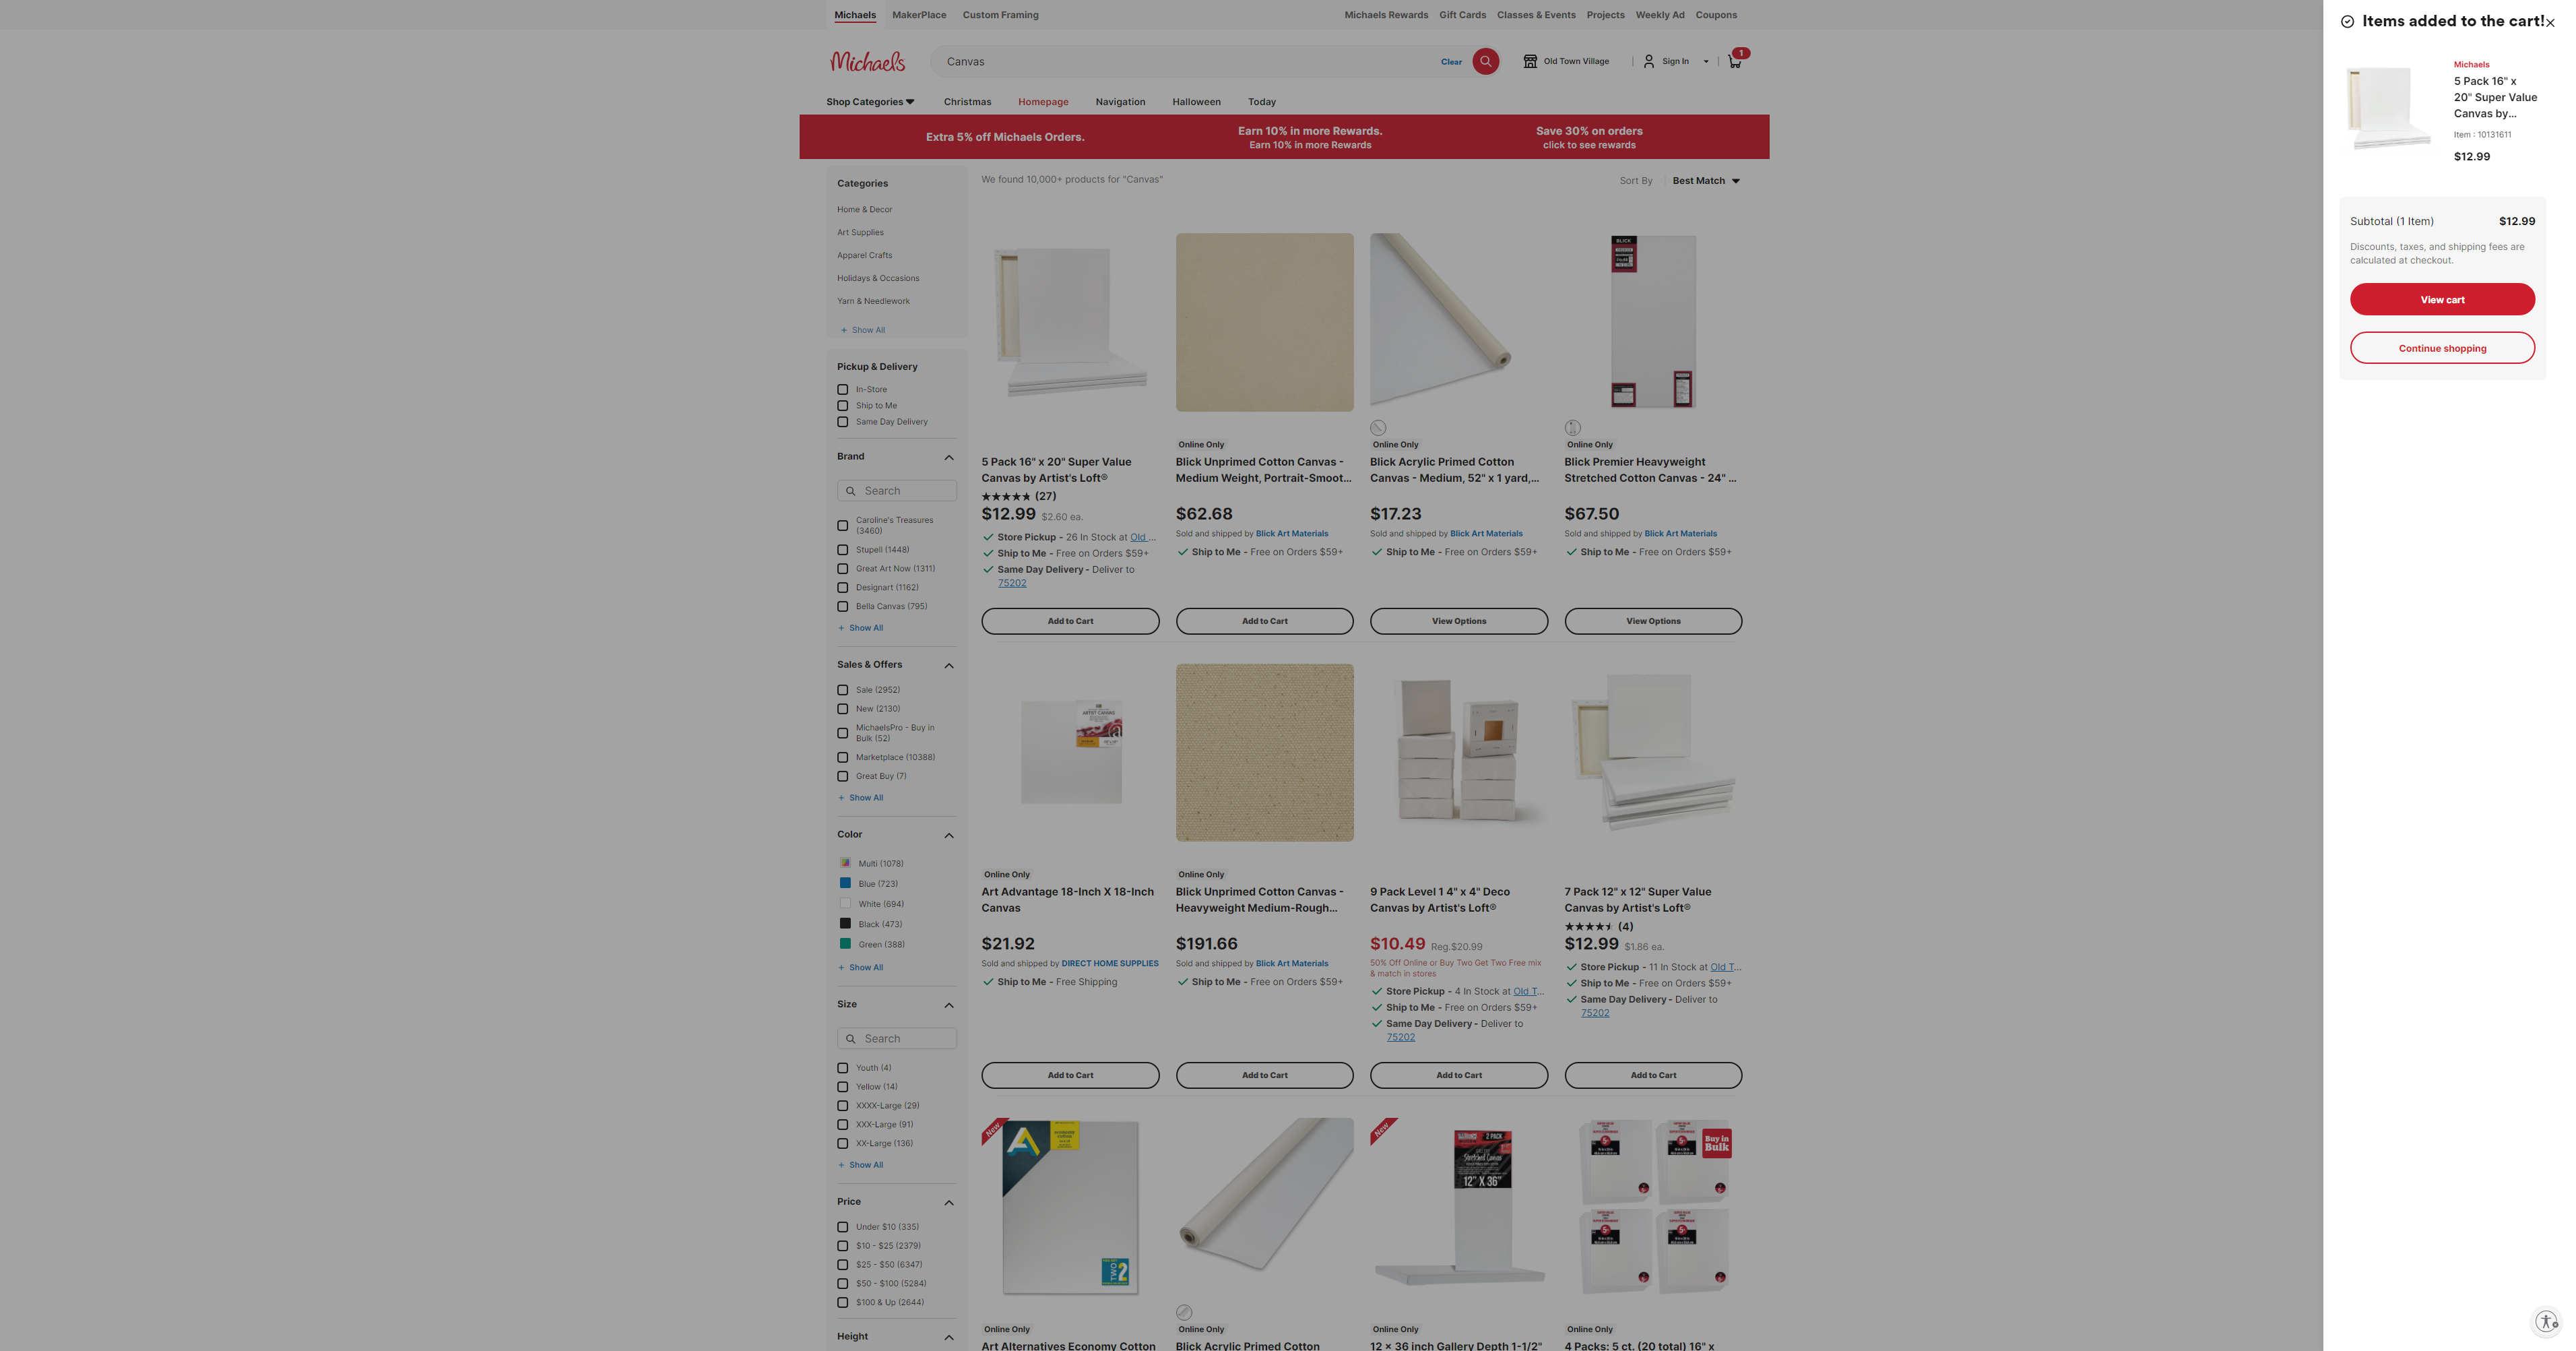 Michaels MakerPlace Custom Framing
Michaels Rewards Gift Cards Classes & Events Projects Weekly Ad Coupons
Michaels
Canvas
Clear
Old Town Village
Sign In
1
Shop Categories Christmas Homepage Navigation Halloween Today
Extra 5% off Michaels Orders.
Earn 10% in more Rewards.
Earn 10% in more Rewards
Save 30% on orders
click to see rewards
Categories
Home & Decor
Art Supplies
Apparel Crafts
Holidays & Occasions
Yarn & Needlework
+ Show All
Pickup & Delivery
In-Store
Ship to Me
Same Day Delivery
Brand
Search
Caroline's Treasures
(3460)
Stupell (1448)
Great Art Now (1311)
Designart (1162)
Bella Canvas (795)
+ Show All
Sales & Offers
Sale (2952)
New (2130)
MichaelsPro - Buy in
Bulk (52)
Marketplace (10388)
Great Buy (7)
+ Show All
Color
Multi (1078)
Blue (723)
White (694)
Black (473)
Green (388)
+ Show All
Size
Search
Youth (4)
Yellow (14)
XXXX-Large (29)
XXX-Large (91)
XX-Large (136)
+ Show All
Price
Under $10 (335)
$10 - $25 (2379)
$25 - $50 (6347)
$50 - $100 (5284)
$100 & Up (2644)
Height
We found 10,000+ products for "Canvas"
Sort By Best Match
5 Pack 16" x 20" Super Value
Canvas by Artist's Loft®
(27)
$12.99 $2.60 ea.
Store Pickup - 26 In Stock at Old ...
Ship to Me - Free on Orders $59+
Same Day Delivery - Deliver to
75202
Add to Cart
Online Only
Blick Unprimed Cotton Canvas -
Medium Weight, Portrait-Smoot...
$62.68
Sold and shipped by Blick Art Materials
Ship to Me - Free on Orders $59+
Add to Cart
Online Only
Blick Acrylic Primed Cotton
Canvas - Medium, 52" x 1 yard,...
$17.23
Sold and shipped by Blick Art Materials
Ship to Me - Free on Orders $59+
View Options
BLICK
Online Only
Blick Premier Heavyweight
Stretched Cotton Canvas - 24" ...
$67.50
Sold and shipped by Blick Art Materials
Ship to Me - Free on Orders $59+
View Options
ARTIST CANVAS
Online Only
Art Advantage 18-Inch X 18-Inch
Canvas
$21.92
Sold and shipped by DIRECT HOME SUPPLIES
Ship to Me - Free Shipping
Add to Cart
Online Only
Blick Unprimed Cotton Canvas -
Heavyweight Medium-Rough...
$191.66
Sold and shipped by Blick Art Materials
Ship to Me - Free on Orders $59+
Add to Cart
9 Pack Level 1 4" x 4" Deco
Canvas by Artist's Loft®
$10.49 Reg.$20.99
50% Off Online or Buy Two Get Two Free mix
& match in stores
Store Pickup - 4 In Stock at Old T...
Ship to Me - Free on Orders $59+
Same Day Delivery - Deliver to
75202
Add to Cart
7 Pack 12" x 12" Super Value
Canvas by Artist's Loft®
(4)
$12.99 $1.86 ea.
Store Pickup - 11 In Stock at Old T...
Ship to Me - Free on Orders $59+
Same Day Delivery - Deliver to
75202
Add to Cart
New
TWO 2
Online Only
Art Alternatives Economy Cotton
Online Only
Blick Acrylic Primed Cotton
New
2 PACK
Stretched Canvas
12" X 36"
Online Only
12 x 36 inch Gallery Depth 1-1/2"
Buy in
Bulk
Online Only
4 Packs: 5 ct. (20 total) 16" x
Items added to the cart!
Michaels
5 Pack 16" x
20" Super Value
Canvas by...
Item : 10131611
$12.99
Subtotal (1 Item) $12.99
Discounts, taxes, and shipping fees are
calculated at checkout.
View cart
Continue shopping